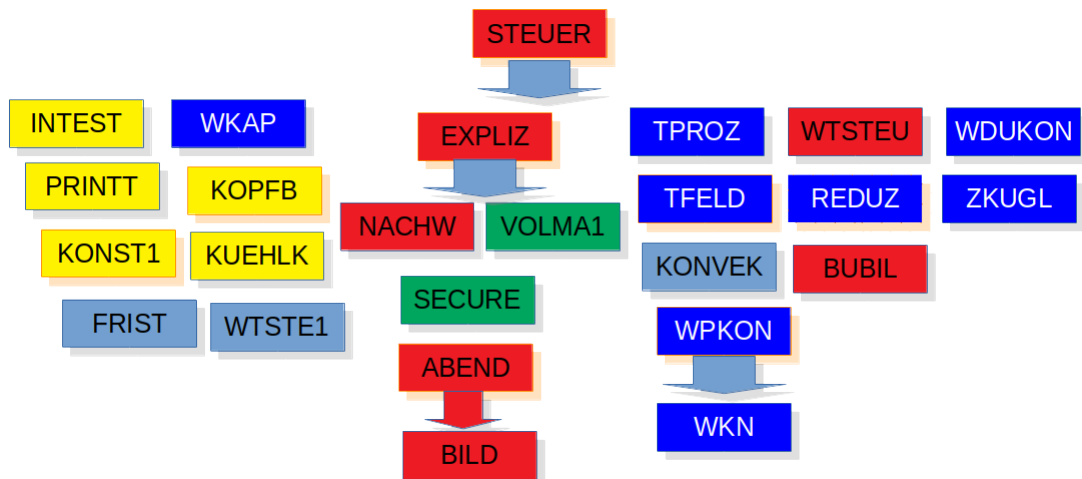 STEUER
INTEST
WKAP
EXPLIZ
TPROZ
WTSTEU
WDUKON
PRINTT
KOPFB
TFELD
REDUZ
ZKUGL
NACHW
VOLMA1
KONST1
KUEHLK
KONVEK
BUBIL
SECURE
FRIST
WTSTE1
WPKON
ABEND
WKN
BILD